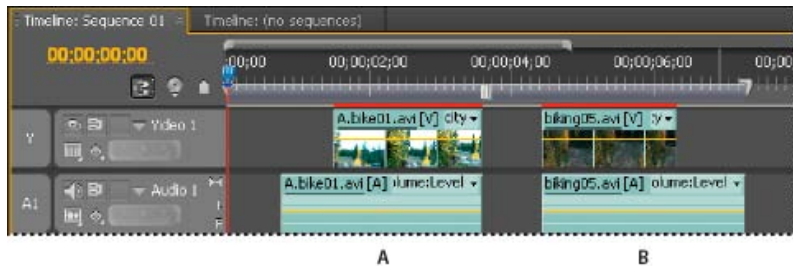 Timeline: Sequence 01 Timeline: (no sequences)
00;00;00;00
;00;00 00;00;02;00 00;00;04;00 00;00;06;00 00;00
V Video 1 A.bike01.avi [V] city biking05.avi [V] :y
A1 Audio 1 A.bike01.avi [A] olume:Level biking05.avi [A] olume:Level
A B